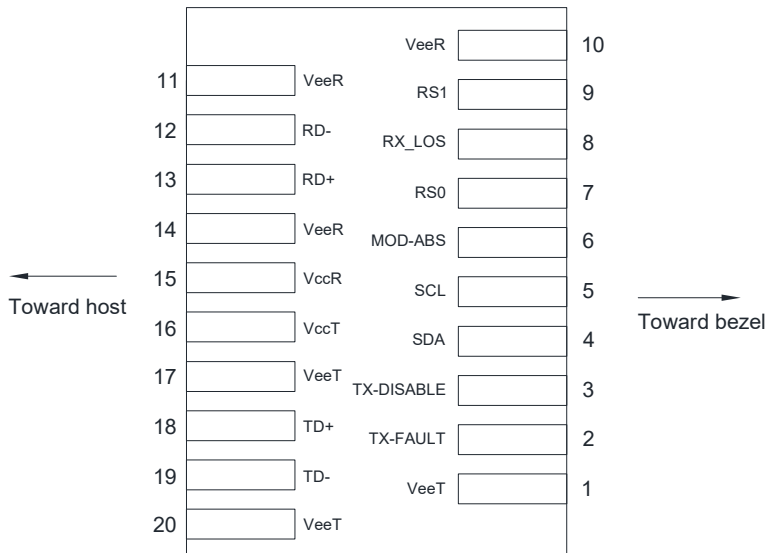 VeeR 10
11 VeeR
RS1 9
12 RD-
RX_LOS 8
13 RD+
RS0 7
14 VeeR
MOD-ABS 6
15 VccR
SCL 5
Toward host
Toward bezel
16 VccT
SDA 4
17 VeeT
TX-DISABLE 3
18 TD+
TX-FAULT 2
19 TD-
VeeT 1
20 VeeT